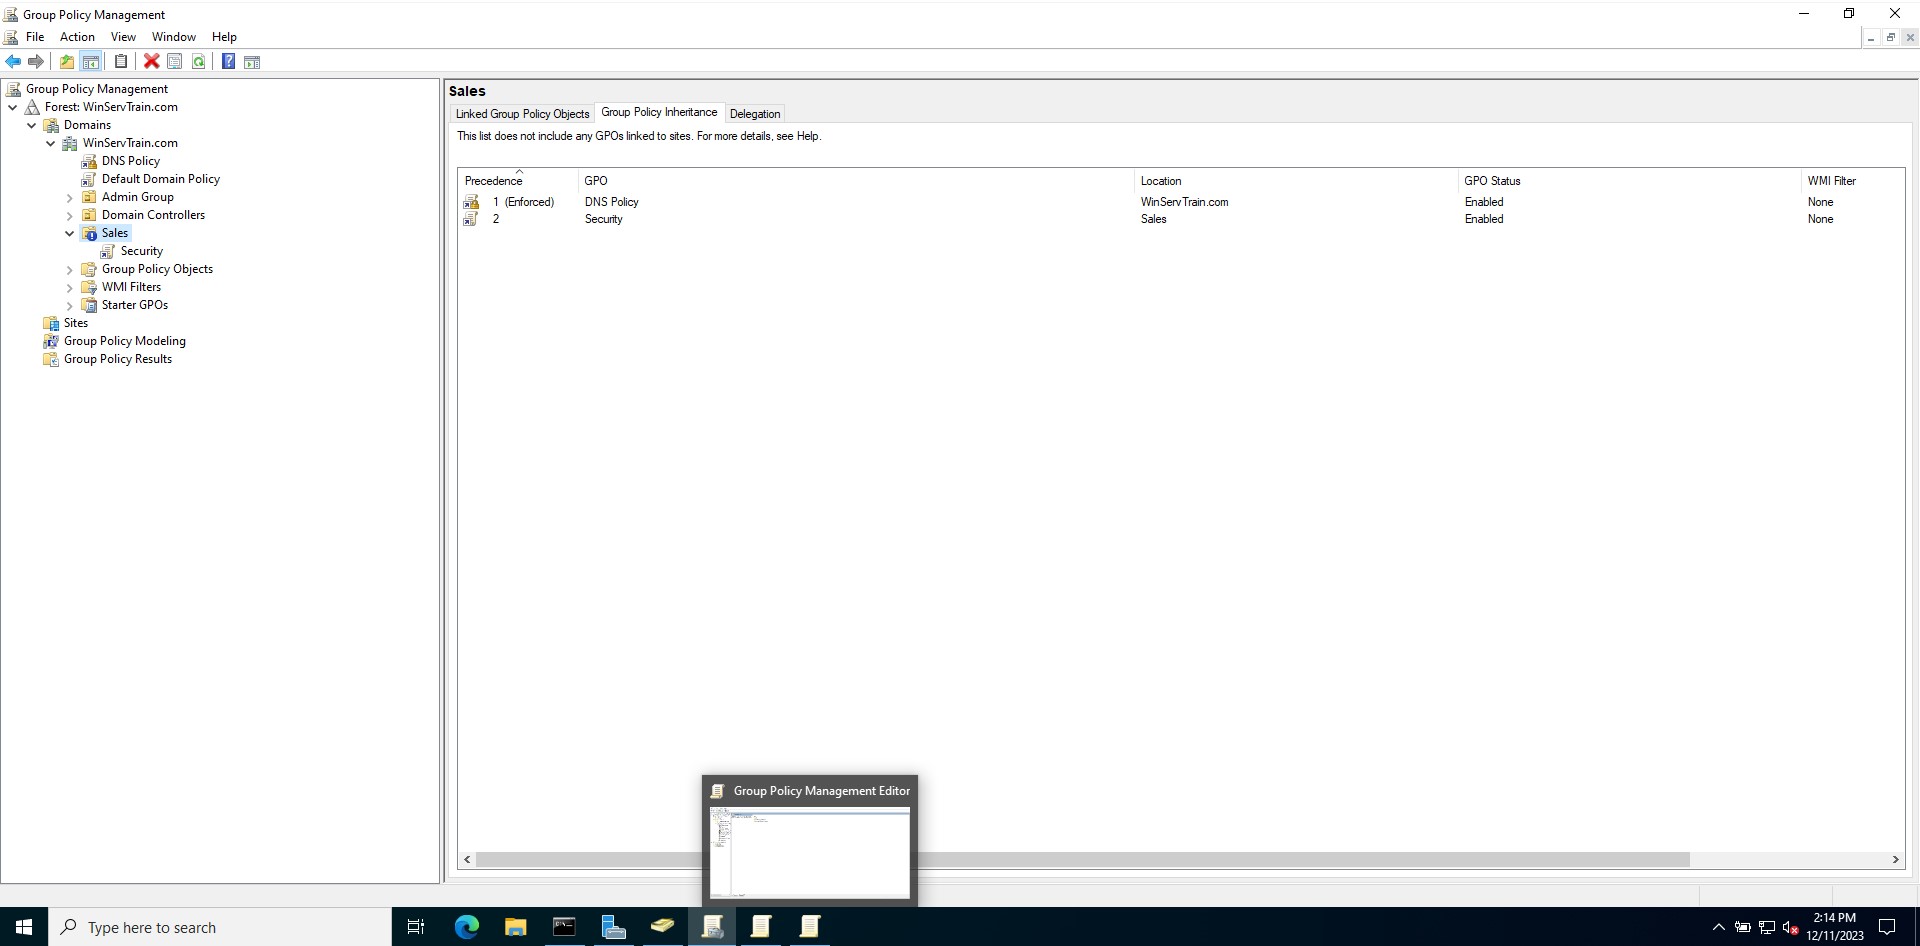 Group Policy Management
File Action View Window Help
Group Policy Management
Forest: WinServTrain.com
Domains
WinServTrain.com
DNS Policy
Default Domain Policy
Admin Group
Domain Controllers
Sales
Security
Group Policy Objects
WMI Filters
Starter GPOs
Sites
Group Policy Modeling
Group Policy Results
Sales
Linked Group Policy Objects Group Policy Inheritance Delegation
This list does not include any GPOs linked to sites. For more details, see Help.
Precedence GPO Location GPO Status WMI Filter
1 (Enforced) DNS Policy WinServTrain.com Enabled None
2 Security Sales Enabled None
Group Policy Management Editor
Type here to search
2:14 PM
12/11/2023